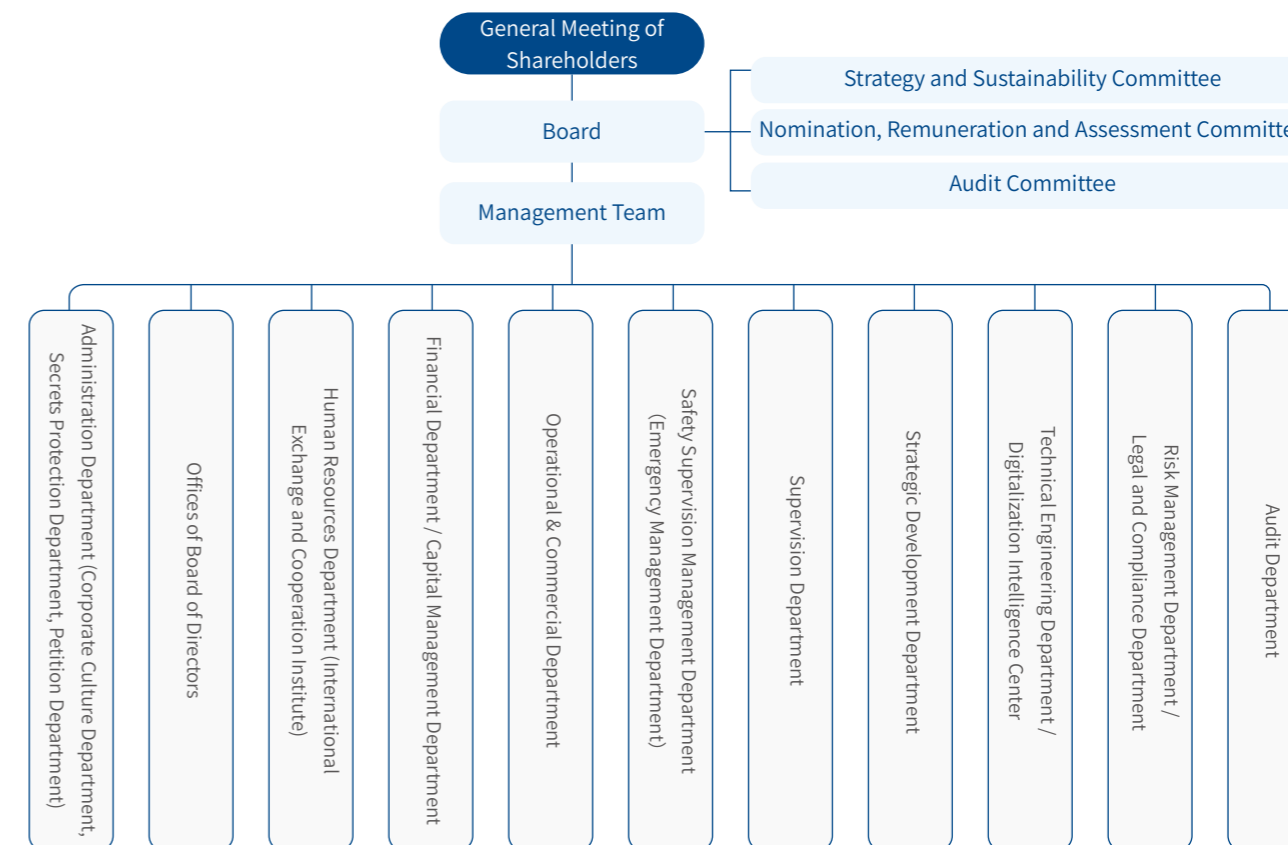 General Meeting of
Shareholders
Board
Management Team
Strategy and Sustainability Committee
Nomination, Remuneration and Assessment Committe
Audit Committee
Administration Department (Corporate Culture Department,
Secrets Protection Department, Petition Department)
Offices of Board of Directors
Human Resources Department (International
Exchange and Cooperation Institute)
Financial Department / Capital Management Department
Operational & Commercial Department
Safety Supervision Management Department
(Emergency Management Department)
Supervision Department
Strategic Development Department
Technical Engineering Department /
Digitalization Intelligence Center
Risk Management Department /
Legal and Compliance Department
Audit Department